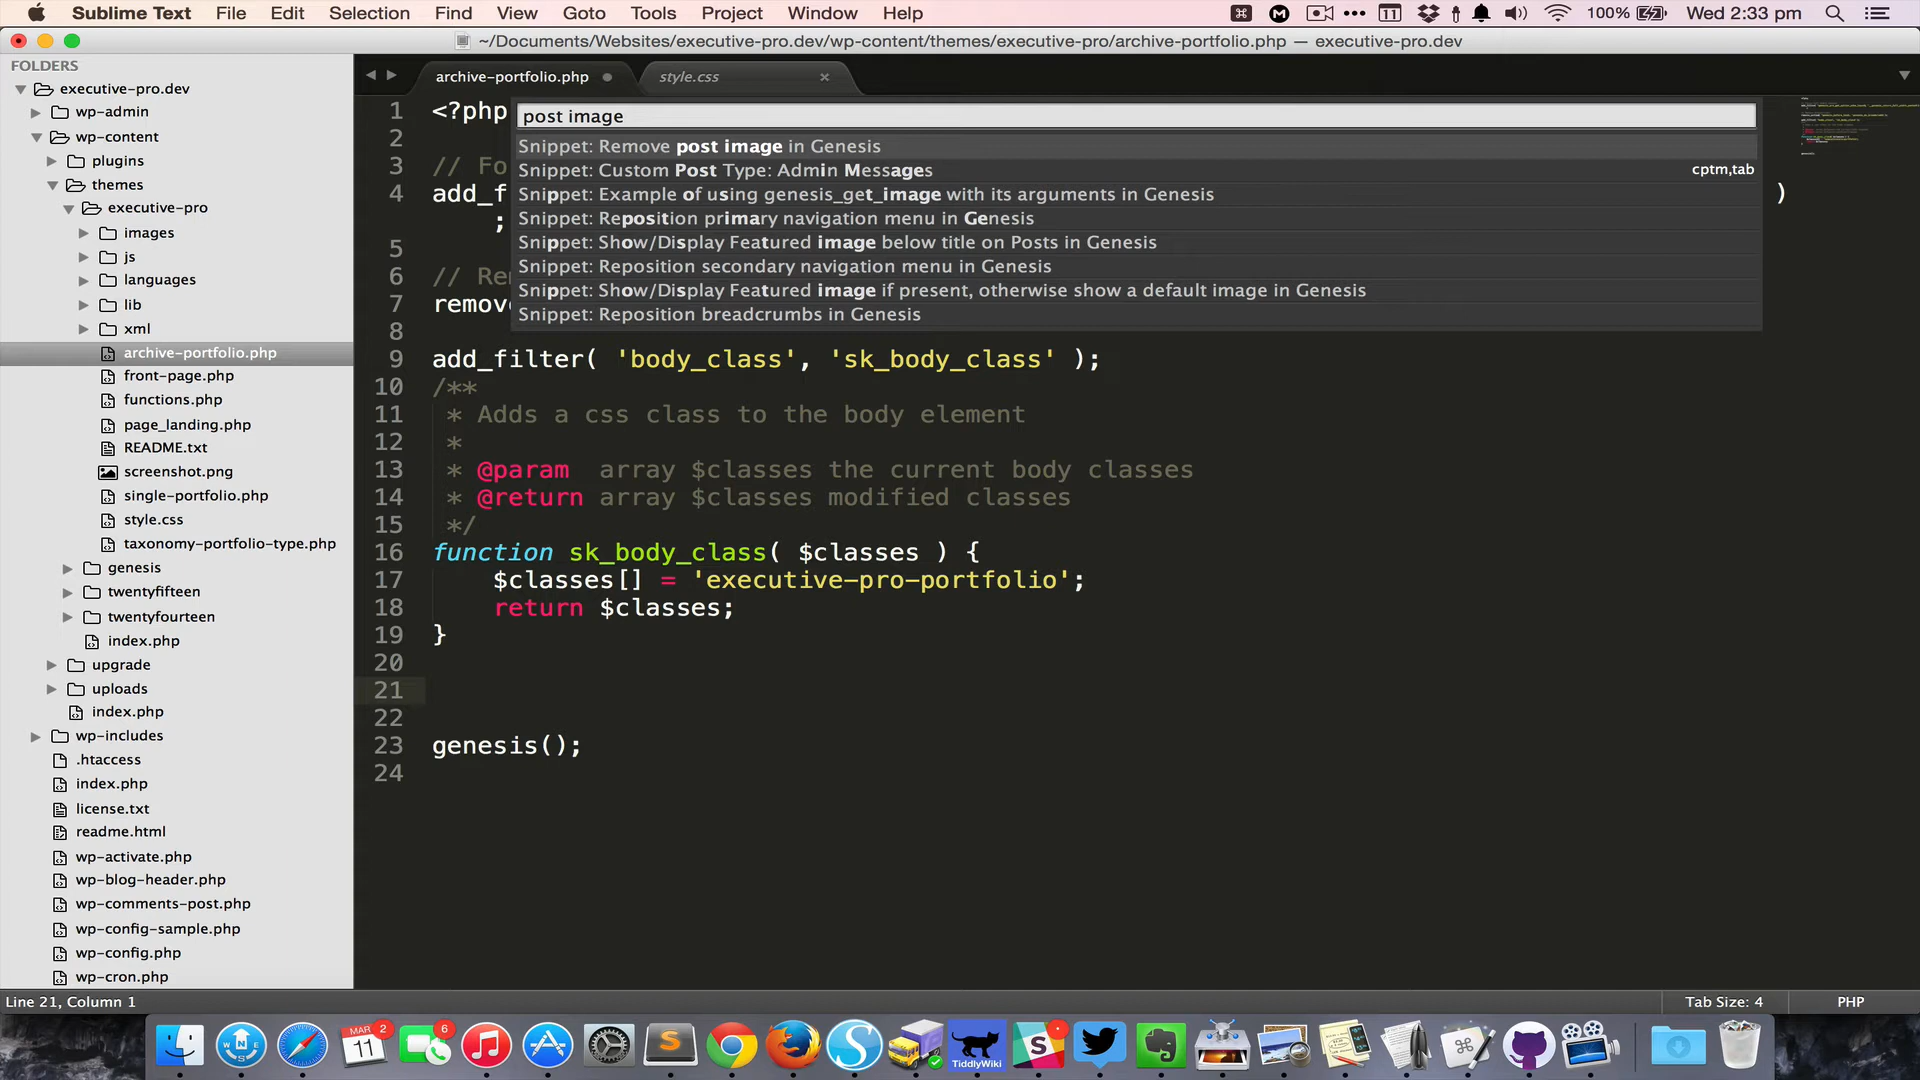 Sublime Text File Edit Selection Find View Goto Tools Project Window Help 11 100% Wed 2:33 pm
~/Documents/Websites/executive-pro.dev/wp-content/themes/executive-pro/archive-portfolio.php — executive-pro.dev
FOLDERS
executive-pro.dev
wp-admin
wp-content
plugins
themes
executive-pro
images
js
languages
lib
xml
archive-portfolio.php
front-page.php
functions.php
page_landing.php
README.txt
screenshot.png
single-portfolio.php
style.css
taxonomy-portfolio-type.php
genesis
twentyfifteen
twentyfourteen
index.php
upgrade
uploads
index.php
wp-includes
.htaccess
index.php
license.txt
readme.html
wp-activate.php
wp-blog-header.php
wp-comments-post.php
wp-config-sample.php
wp-config.php
wp-cron.php
archive-portfolio.php style.css
post image
Snippet: Remove post image in Genesis
Snippet: Custom Post Type: Admin Messages cptm,tab
Snippet: Example of using genesis_get_image with its arguments in Genesis
Snippet: Reposition primary navigation menu in Genesis
Snippet: Show/Display Featured image below title on Posts in Genesis
Snippet: Reposition secondary navigation menu in Genesis
Snippet: Show/Display Featured image if present, otherwise show a default image in Genesis
Snippet: Reposition breadcrumbs in Genesis
1 <?php
2
3 // Fo
4 add_f )
;
5
6 // Re
7 remov
8
9 add_filter( 'body_class', 'sk_body_class' );
10 /**
11 * Adds a css class to the body element
12 *
13 * @param array $classes the current body classes
14 * @return array $classes modified classes
15 */
16 function sk_body_class( $classes ) {
17 $classes[] = 'executive-pro-portfolio';
18 return $classes;
19 }
20
21
22
23 genesis();
24
Line 21, Column 1 Tab Size: 4 PHP
MAR 2
11
6
TiddlyWiki